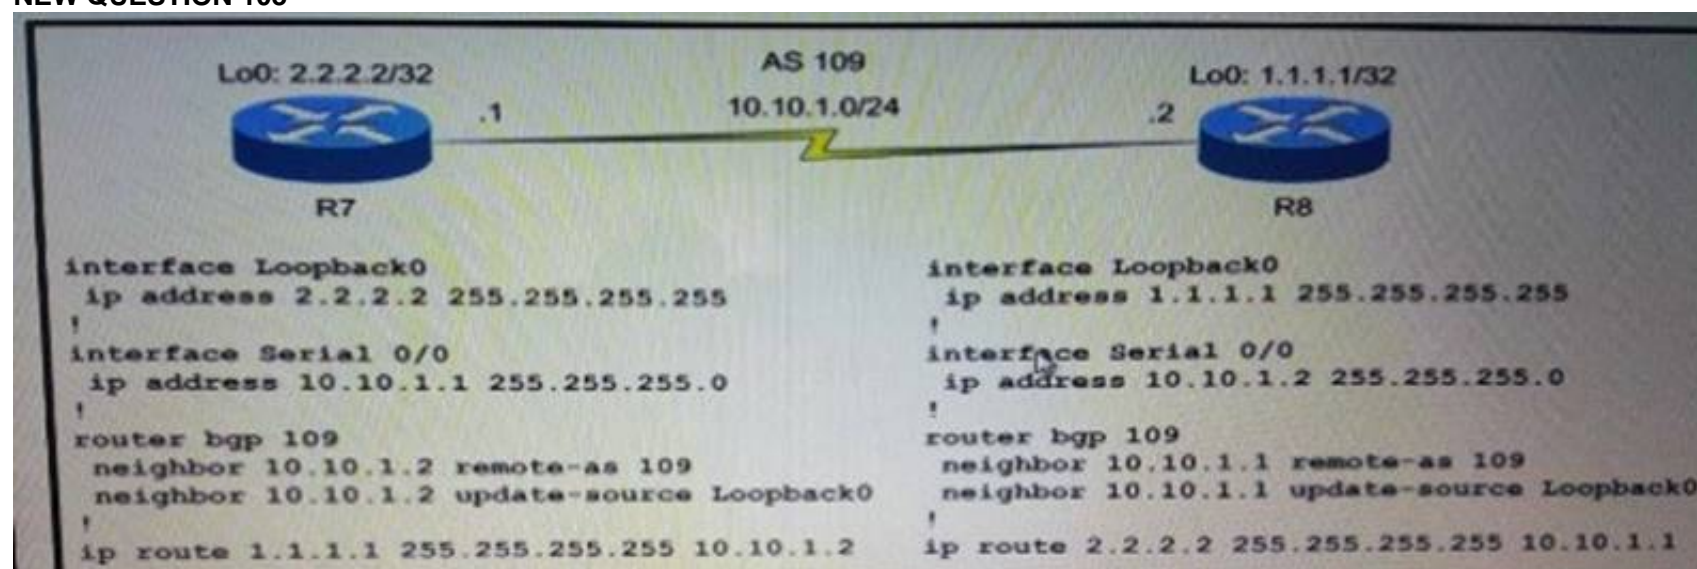 NEW QUESTION 108
AS 109
Lo0: 2.2.2.2/32
Lo0: 1.1.1.1/32
10.10.1.0/24
.1
.2
R7
R8
interface Loopback0
ip address 2.2.2.2 255.255.255.255
!
interface Serial 0/0
ip address 10.10.1.1 255.255.255.0
!
router bgp 109
neighbor 10.10.1.2 remote-as 109
neighbor 10.10.1.2 update-source Loopback0
!
ip route 1.1.1.1 255.255.255.255 10.10.1.2
interface Loopback0
ip address 1.1.1.1 255.255.255.255
!
interface Serial 0/0
ip address 10.10.1.2 255.255.255.0
!
router bgp 109
neighbor 10.10.1.1 remote-as 109
neighbor 10.10.1.1 update-source Loopback0
!
ip route 2.2.2.2 255.255.255.255 10.10.1.1